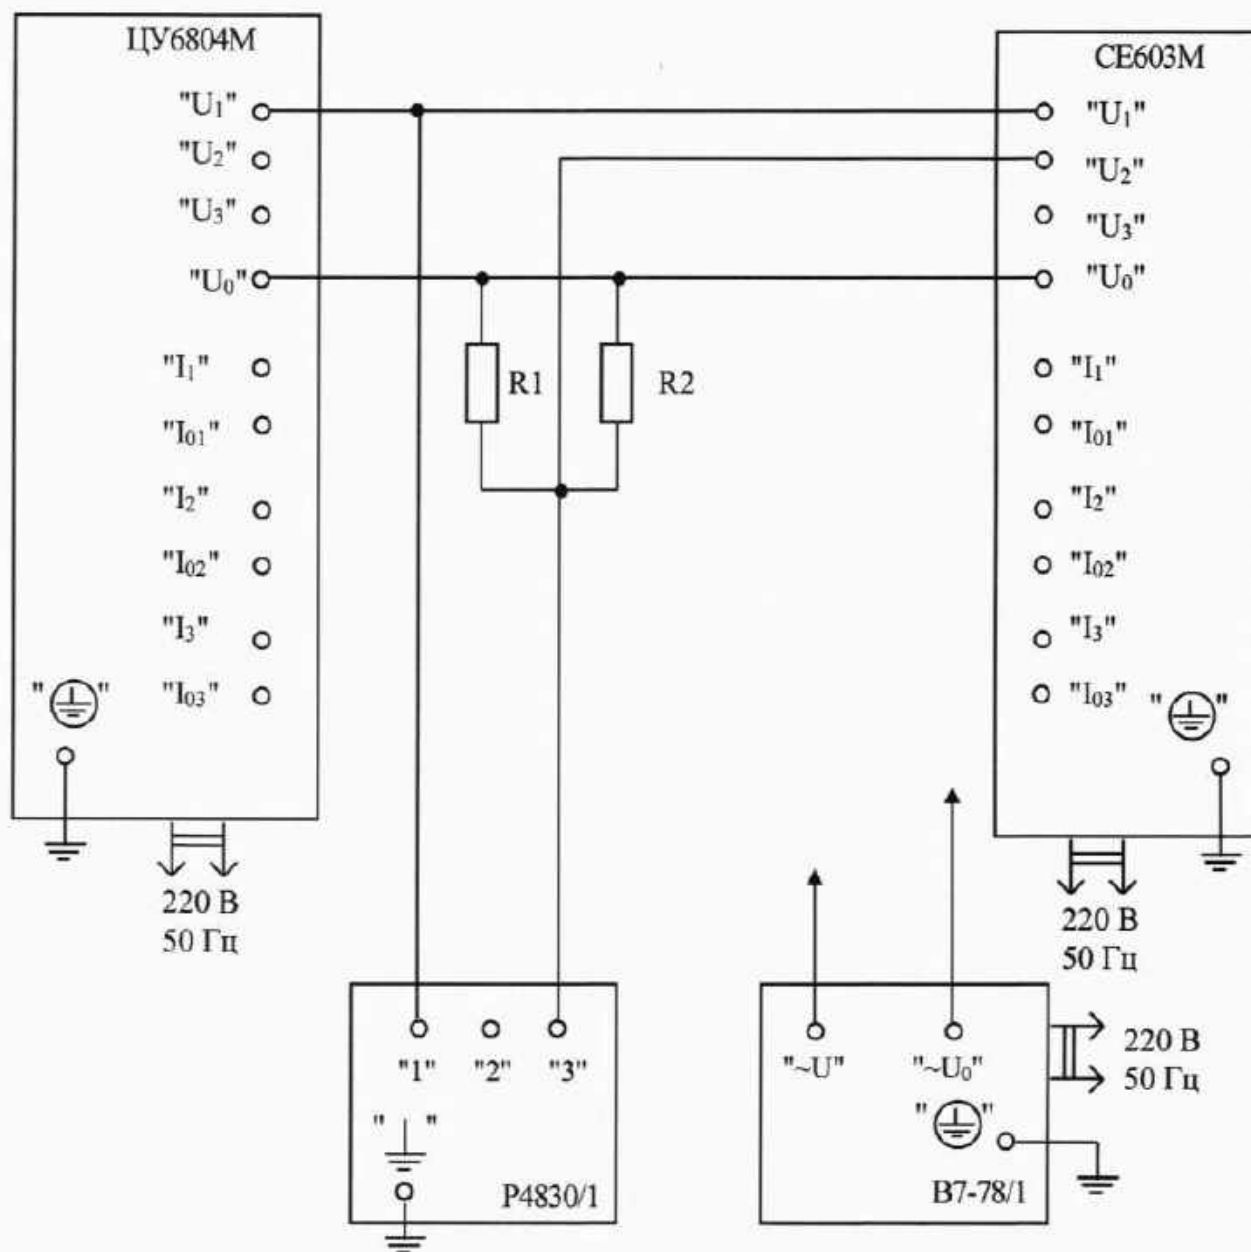 ЦУ6804М
"U₁"
"U₂"
"U₃"
"U₀"
"I₁"
"I₀₁"
"I₂"
"I₀₂"
"I₃"
"I₀₃"
" "
220 В
50 Гц
R1
R2
СЕ603М
"U₁"
"U₂"
"U₃"
"U₀"
"I₁"
"I₀₁"
"I₂"
"I₀₂"
"I₃"
"I₀₃"
" "
220 В
50 Гц
"1" "2" "3"
" "
Р4830/1
"~U" "~U₀"
" "
В7-78/1
220 В
50 Гц